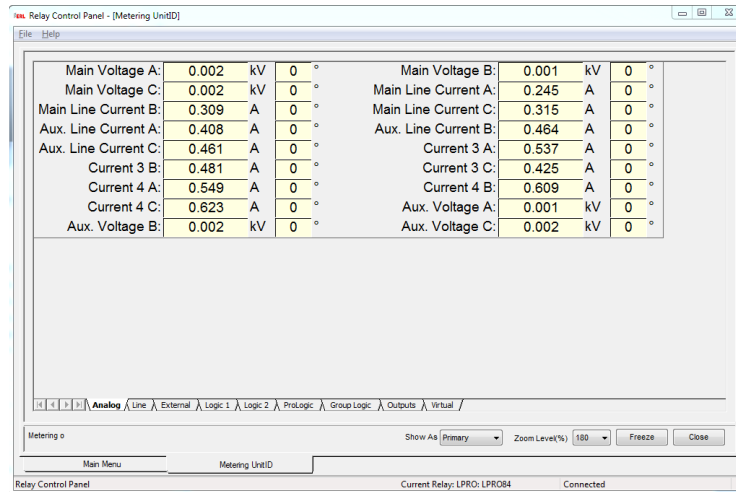 Relay Control Panel - [Metering UnitID]
File Help
Main Voltage A: 0.002 kV 0 ° Main Voltage B: 0.001 kV 0 °
Main Voltage C: 0.002 kV 0 ° Main Line Current A: 0.245 A 0 °
Main Line Current B: 0.309 A 0 ° Main Line Current C: 0.315 A 0 °
Aux. Line Current A: 0.408 A 0 ° Aux. Line Current B: 0.464 A 0 °
Aux. Line Current C: 0.461 A 0 ° Current 3 A: 0.537 A 0 °
Current 3 B: 0.481 A 0 ° Current 3 C: 0.425 A 0 °
Current 4 A: 0.549 A 0 ° Current 4 B: 0.609 A 0 °
Current 4 C: 0.623 A 0 ° Aux. Voltage A: 0.001 kV 0 °
Aux. Voltage B: 0.002 kV 0 ° Aux. Voltage C: 0.002 kV 0 °
Analog Line External Logic 1 Logic 2 ProLogic Group Logic Outputs Virtual
Metering o Show As Primary Zoom Level(%) 180 Freeze Close
Main Menu Metering UnitID
Relay Control Panel Current Relay: LPRO: LPRO84 Connected